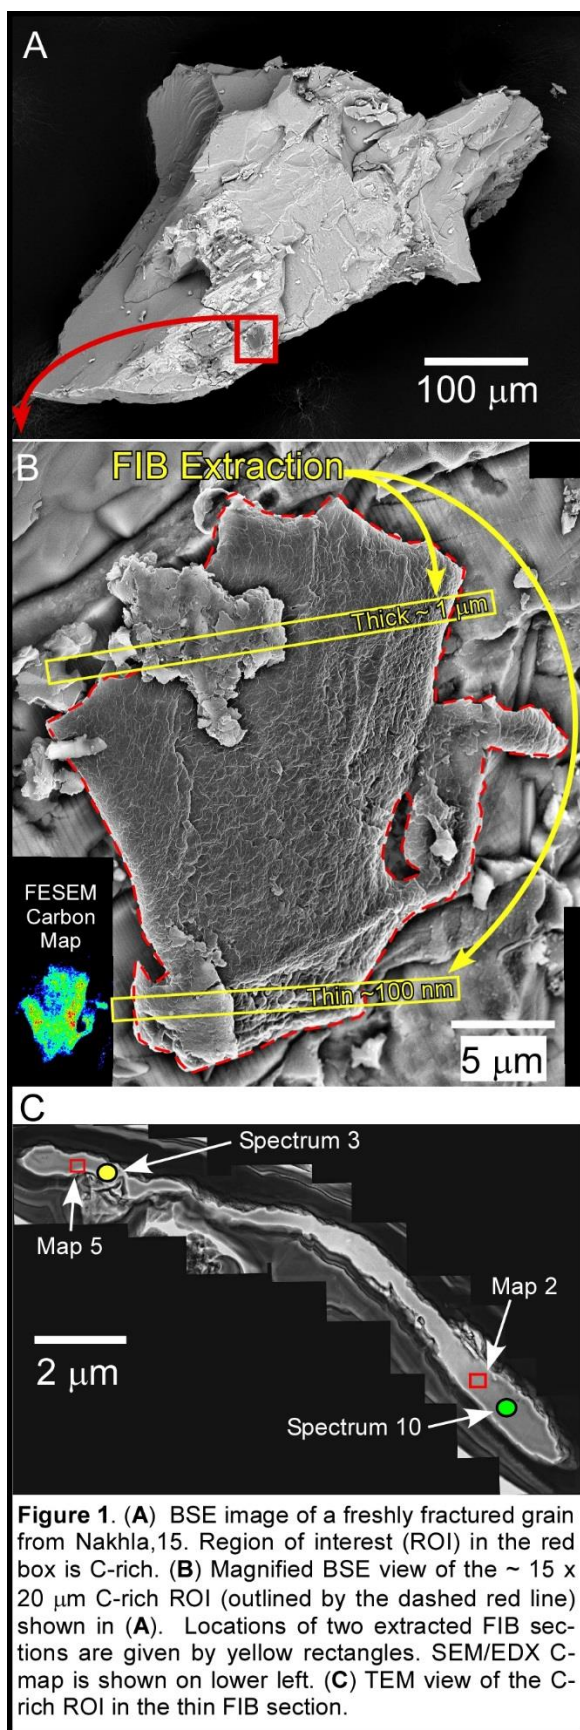 A
100 µm
B
FIB Extraction
Thick ~ 1 µm
FESEM
Carbon
Map
Thin ~100 nm
5 µm
C
Spectrum 3
Map 5
Map 2
2 µm
Spectrum 10
Figure 1. (A) BSE image of a freshly fractured grain
from Nakhla,15. Region of interest (ROI) in the red
box is C-rich. (B) Magnified BSE view of the ~ 15 x
20 µm C-rich ROI (outlined by the dashed red line)
shown in (A). Locations of two extracted FIB sec-
tions are given by yellow rectangles. SEM/EDX C-
map is shown on lower left. (C) TEM view of the C-
rich ROI in the thin FIB section.